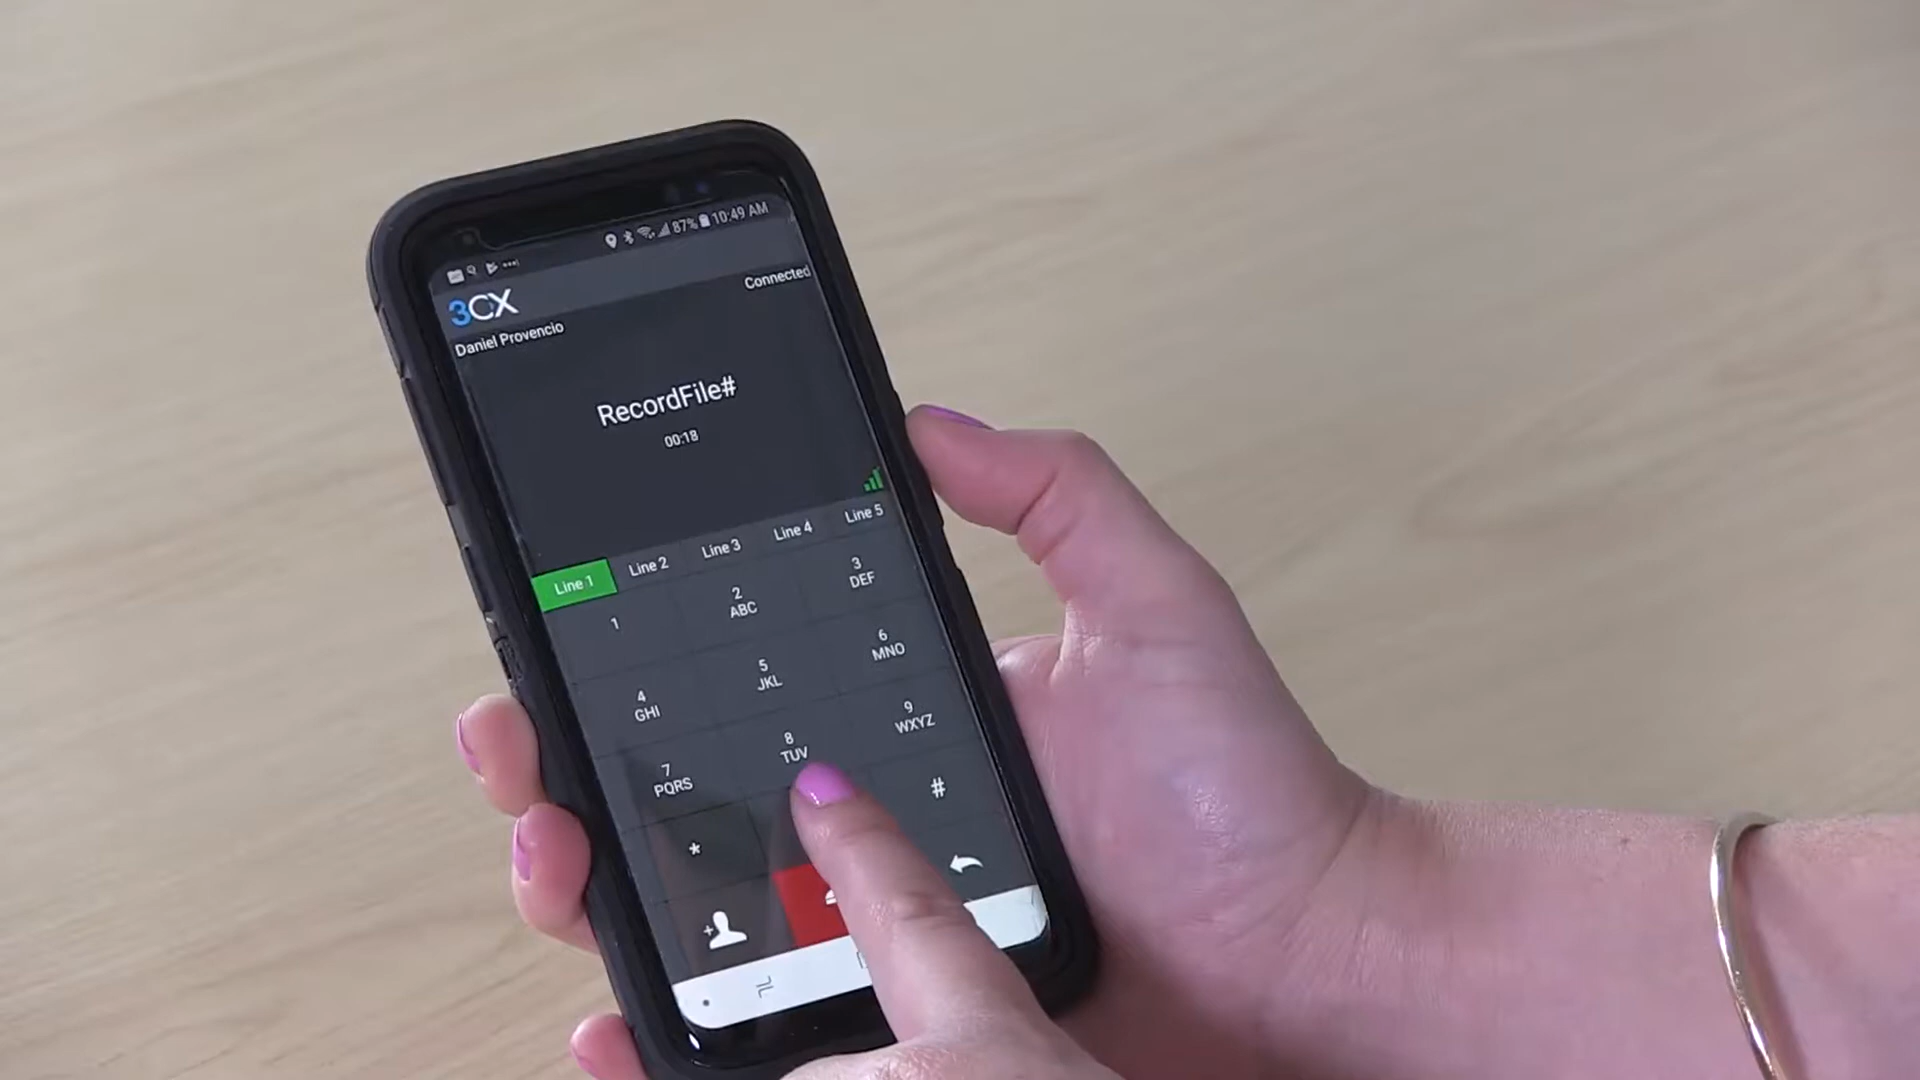 87% 10:49 AM
3CX
Connected
Daniel Provencio
RecordFile#
00:18
Line 1 Line 2 Line 3 Line 4 Line 5
1 2 3
ABC DEF
4 5 6
GHI JKL MNO
7 8 9
PQRS TUV WXYZ
* #
+